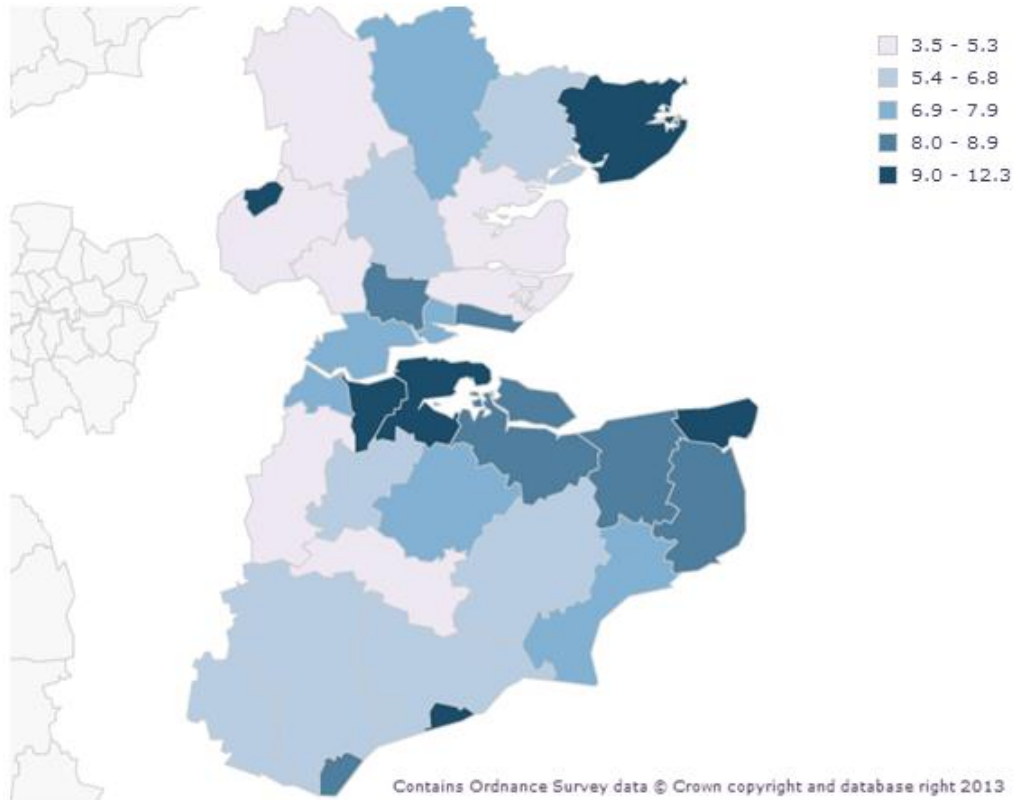 3.5 - 5.3
5.4 - 6.8
6.9 - 7.9
8.0 - 8.9
9.0 - 12.3
Contains Ordnance Survey data © Crown copyright and database right 2013